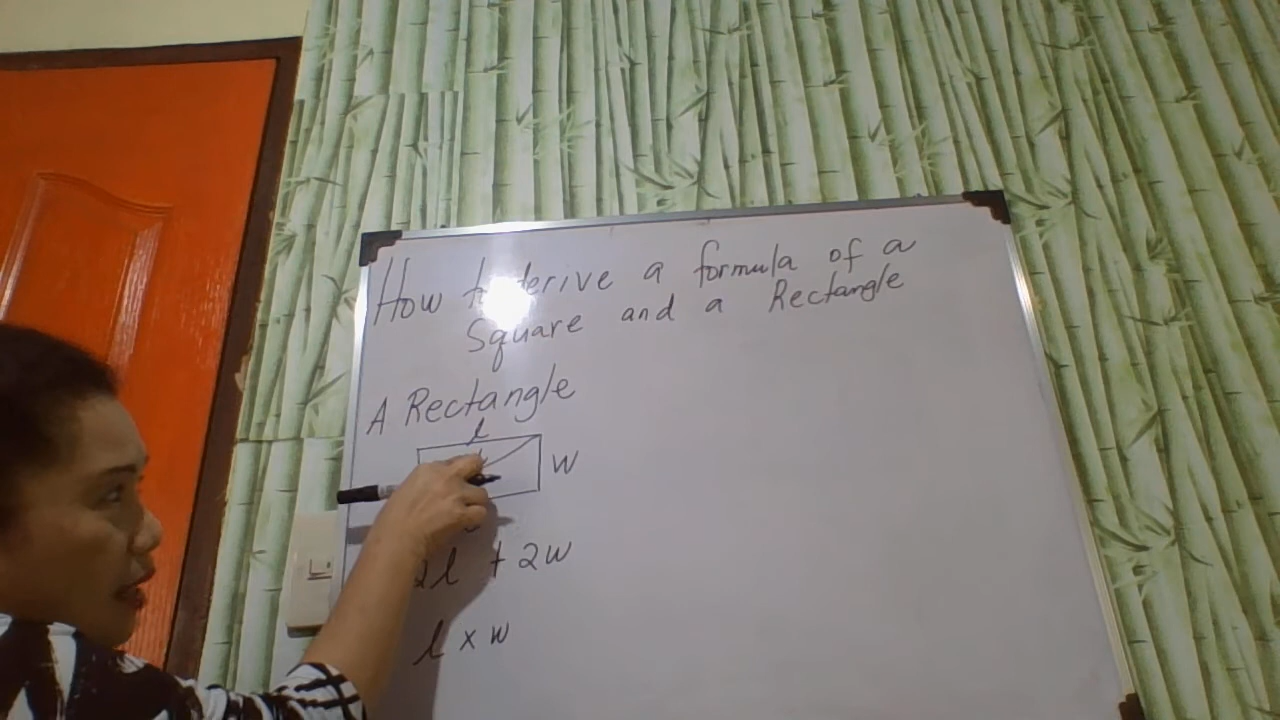 How to derive a formula of a
Square and a Rectangle
A Rectangle
l
w
2l + 2w
l x w